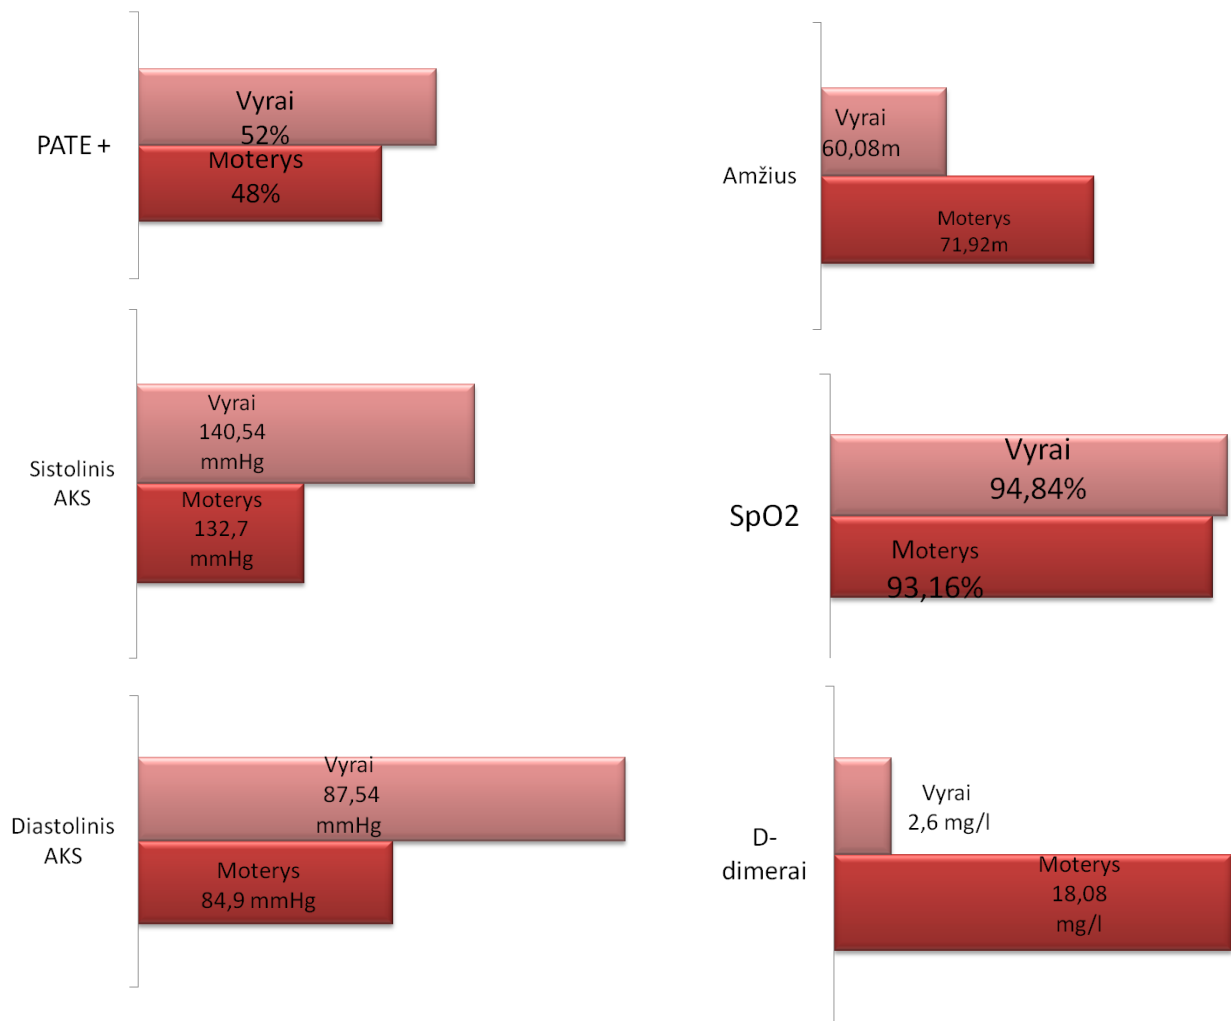 PATE +
Vyrai
52%
Moterys
48%
Amžius
Vyrai
60,08m
Moterys
71,92m
Sistolinis
AKS
Vyrai
140,54
mmHg
Moterys
132,7
mmHg
SpO2
Vyrai
94,84%
Moterys
93,16%
Diastolinis
AKS
Vyrai
87,54
mmHg
Moterys
84,9 mmHg
D-
dimerai
Vyrai
2,6 mg/l
Moterys
18,08
mg/l